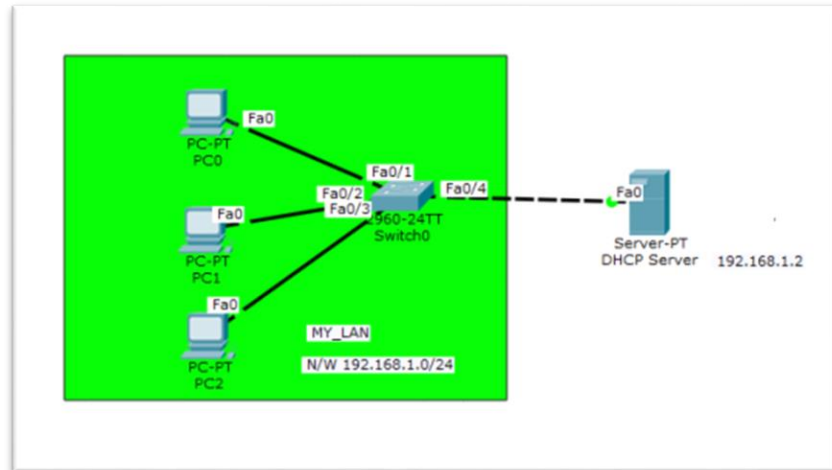 Fa0
PC-PT
PC0
Fa0/1
Fa0/2
Fa0/3
Fa0/4
2960-24TT
Switch0
Fa0
PC-PT
PC1
Fa0
PC-PT
PC2
MY_LAN
N/W 192.168.1.0/24
Fa0
Server-PT
DHCP Server
192.168.1.2